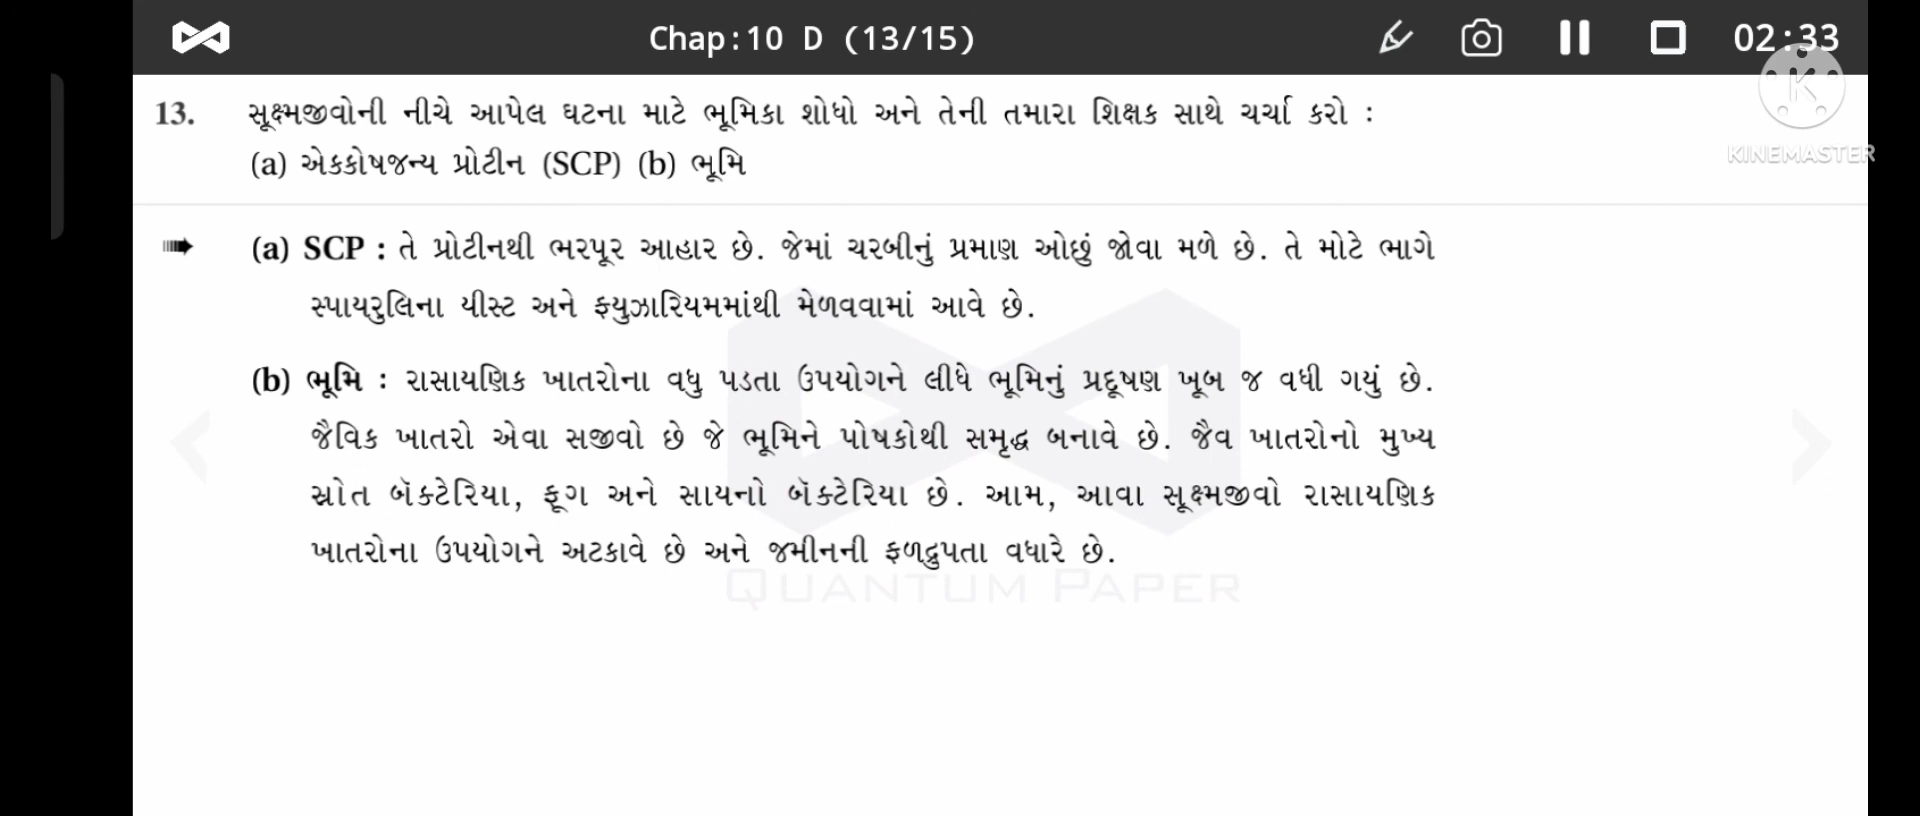 Chap:10 D (13/15)
02:33
K
KINEMASTER
13. સૂક્ષ્મજીવોની નીચે આપેલ ઘટના માટે ભૂમિકા શોધો અને તેની તમારા શિક્ષક સાથે ચર્ચા કરો :
(a) એકકોષજન્ય પ્રોટીન (SCP) (b) ભૂમિ
(a) SCP : તે પ્રોટીનથી ભરપૂર આહાર છે. જેમાં ચરબીનું પ્રમાણ ઓછું જોવા મળે છે. તે મોટે ભાગે
સ્પાયરુલિના યીસ્ટ અને ફ્યુઝારિયમમાંથી મેળવવામાં આવે છે.
(b) ભૂમિ : રાસાયણિક ખાતરોના વધુ પડતા ઉપયોગને લીધે ભૂમિનું પ્રદૂષણ ખૂબ જ વધી ગયું છે.
જૈવિક ખાતરો એવા સજીવો છે જે ભૂમિને પોષકોથી સમૃદ્ધ બનાવે છે. જૈવ ખાતરોનો મુખ્ય
સ્રોત બૅક્ટેરિયા, ફૂગ અને સાયનો બૅક્ટેરિયા છે. આમ, આવા સૂક્ષ્મજીવો રાસાયણિક
ખાતરોના ઉપયોગને અટકાવે છે અને જમીનની ફળદ્રુપતા વધારે છે.
QUANTUM PAPER